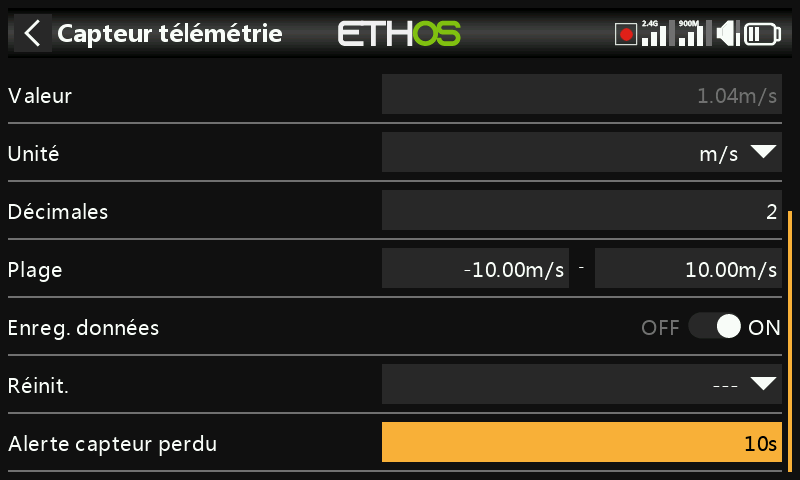 Capteur télémétrie ETHOS 2.4G 900M
Valeur 1.04m/s
Unité m/s
Décimales 2
Plage -10.00m/s - 10.00m/s
Enreg. données OFF ON
Réinit. ---
Alerte capteur perdu 10s